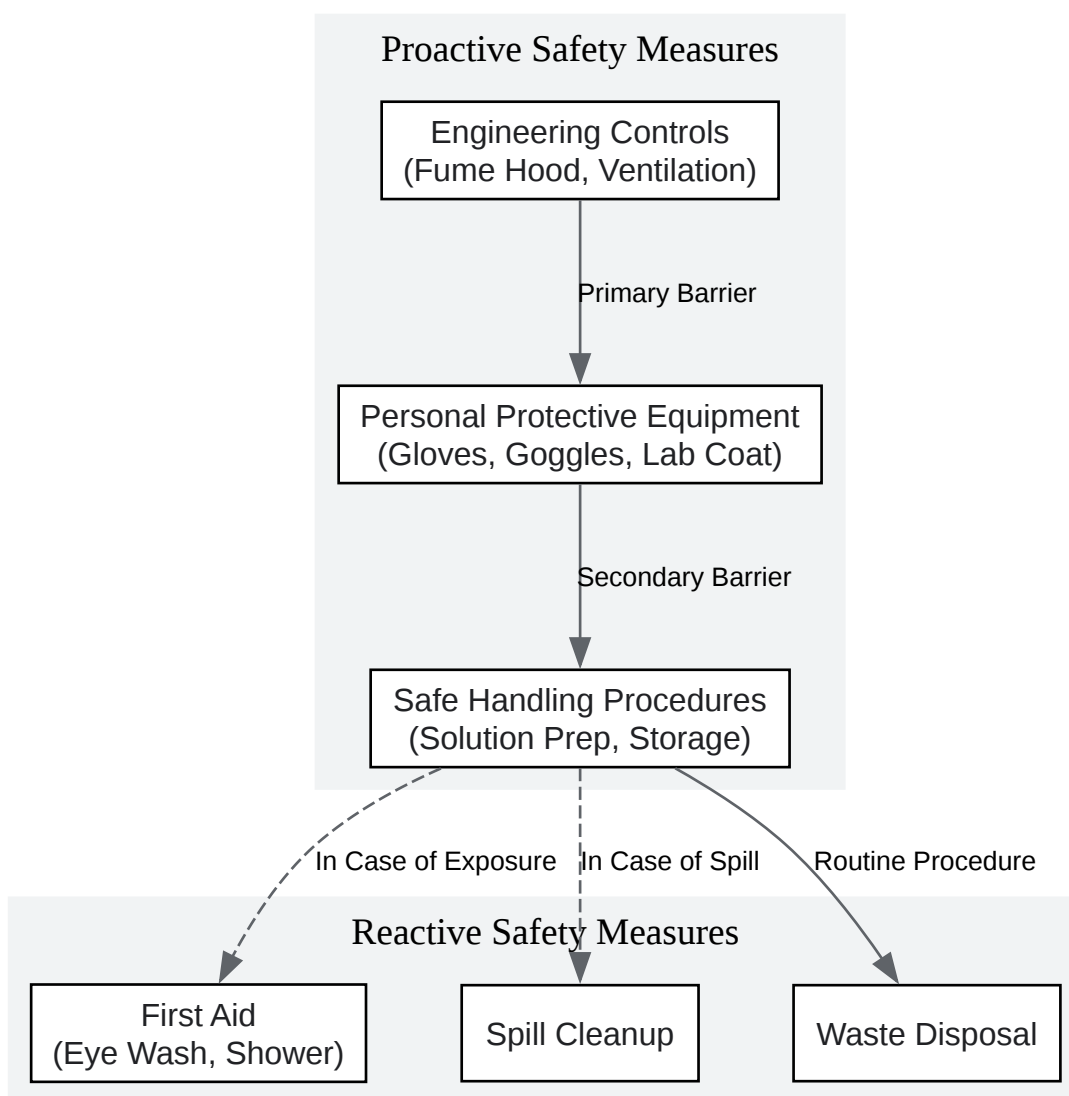 Proactive Safety Measures
Engineering Controls
(Fume Hood, Ventilation)
Primary Barrier
Personal Protective Equipment
(Gloves, Goggles, Lab Coat)
Secondary Barrier
Safe Handling Procedures
(Solution Prep, Storage)
In Case of Exposure
In Case of Spill
Routine Procedure
Reactive Safety Measures
First Aid
(Eye Wash, Shower)
Spill Cleanup
Waste Disposal